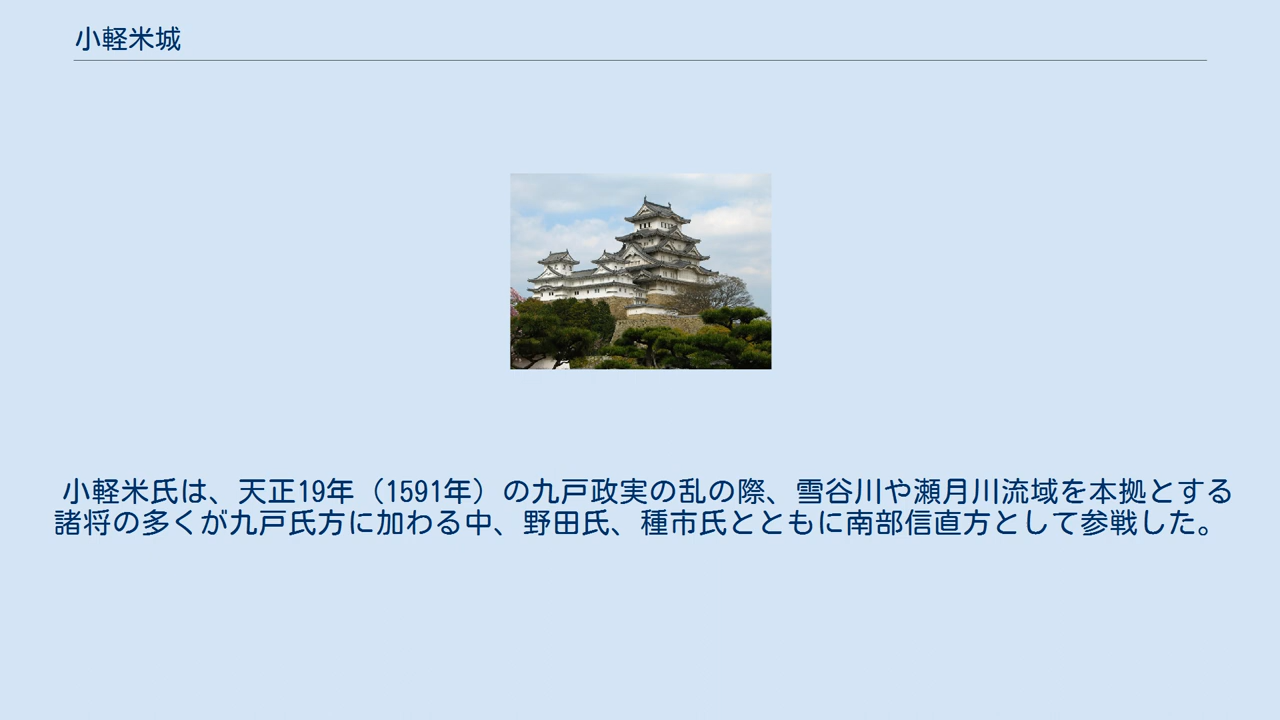 小軽米城
小軽米氏は、天正19年（1591年）の九戸政実の乱の際、雪谷川や瀬月川流域を本拠とする
諸将の多くが九戸氏方に加わる中、野田氏、種市氏とともに南部信直方として参戦した。